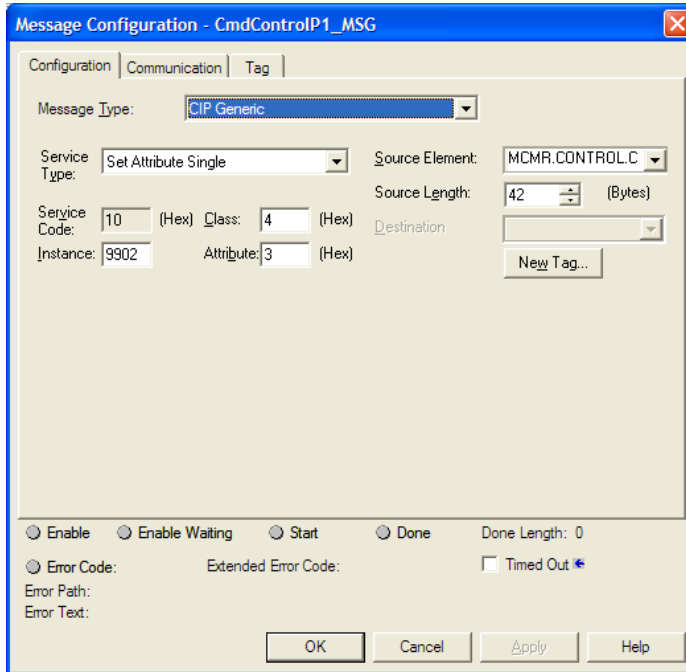 Message Configuration - CmdControlP1_MSG
Configuration Communication Tag
Message Type: CIP Generic
Service Type: Set Attribute Single Source Element: MCMR.CONTROL.C
Source Length: 42 (Bytes)
Service Code: 10 (Hex) Class: 4 (Hex) Destination
Instance: 9902 Attribute: 3 (Hex)
New Tag...
Enable Enable Waiting Start Done Done Length: 0
Error Code: Extended Error Code: Timed Out
Error Path:
Error Text:
OK Cancel Apply Help